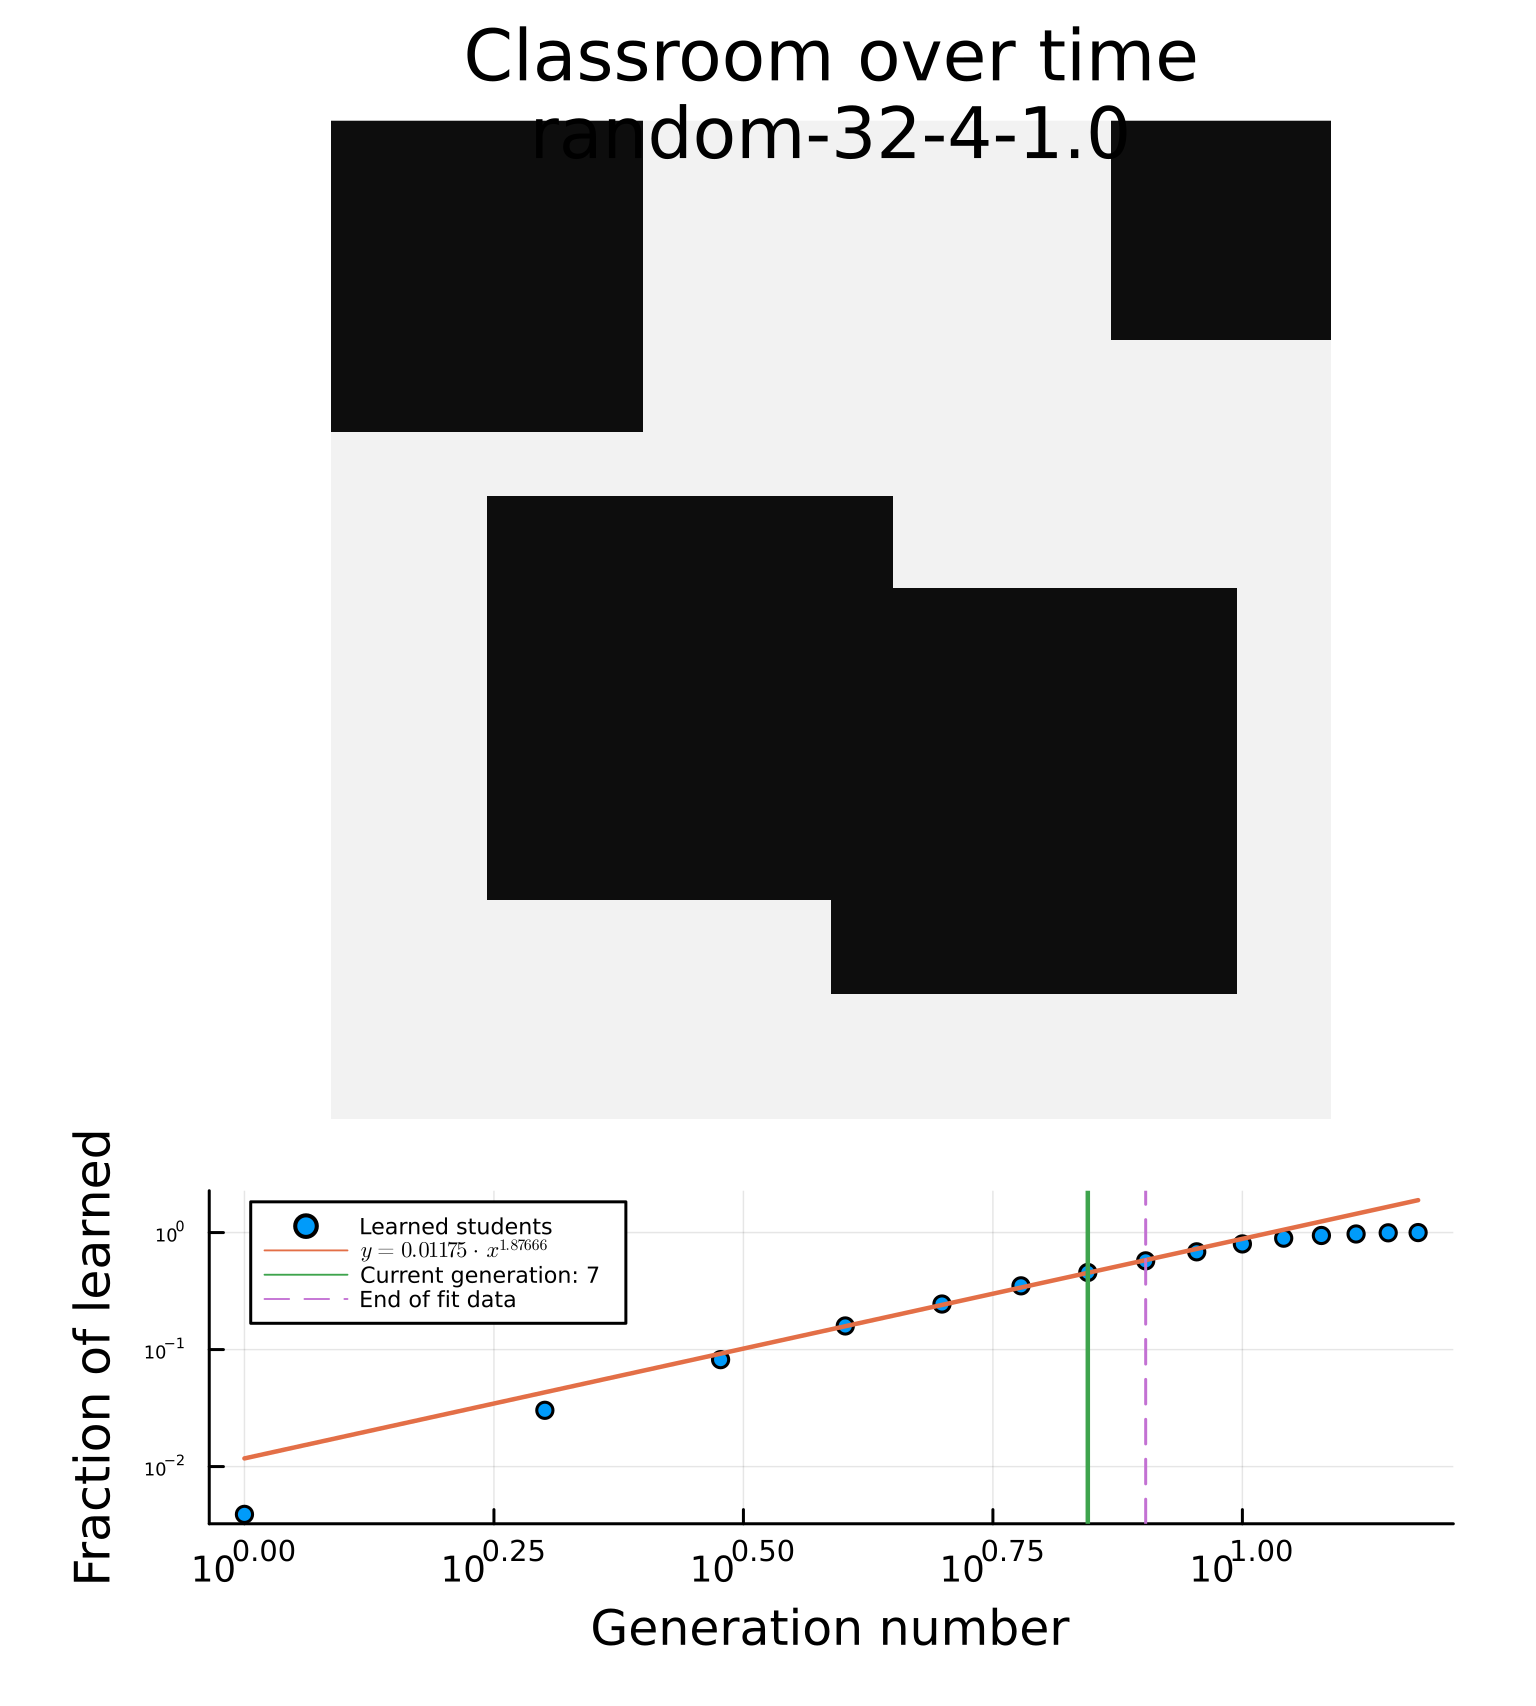 Classroom over time
random-32-4-1.0
Fraction of learned
Learned students
y = 0.01175 · x^1.87666
Current generation: 7
End of fit data
10^0
10^−1
10^−2
10^0.00 10^0.25 10^0.50 10^0.75 10^1.00
Generation number